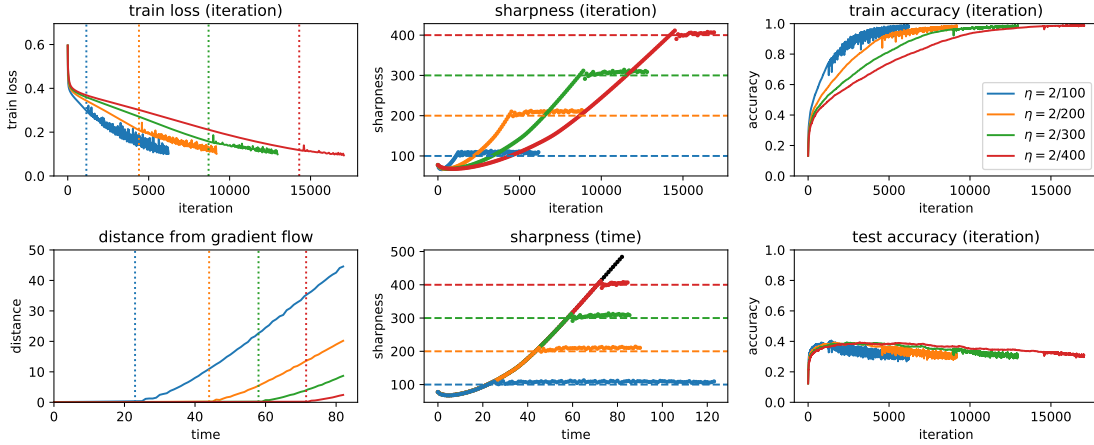 train loss (iteration)
train loss
0.6
0.4
0.2
0.0
0 5000 10000 15000
iteration
sharpness (iteration)
sharpness
400
300
200
100
0 5000 10000 15000
iteration
train accuracy (iteration)
accuracy
1.0
0.8
0.6
0.4
0.2
0.0
η = 2/100
η = 2/200
η = 2/300
η = 2/400
0 5000 10000 15000
iteration
distance from gradient flow
distance
50
40
30
20
10
0
0 20 40 60 80
time
sharpness (time)
sharpness
500
400
300
200
100
0 20 40 60 80 100 120
time
test accuracy (iteration)
accuracy
1.0
0.8
0.6
0.4
0.2
0.0
0 5000 10000 15000
iteration